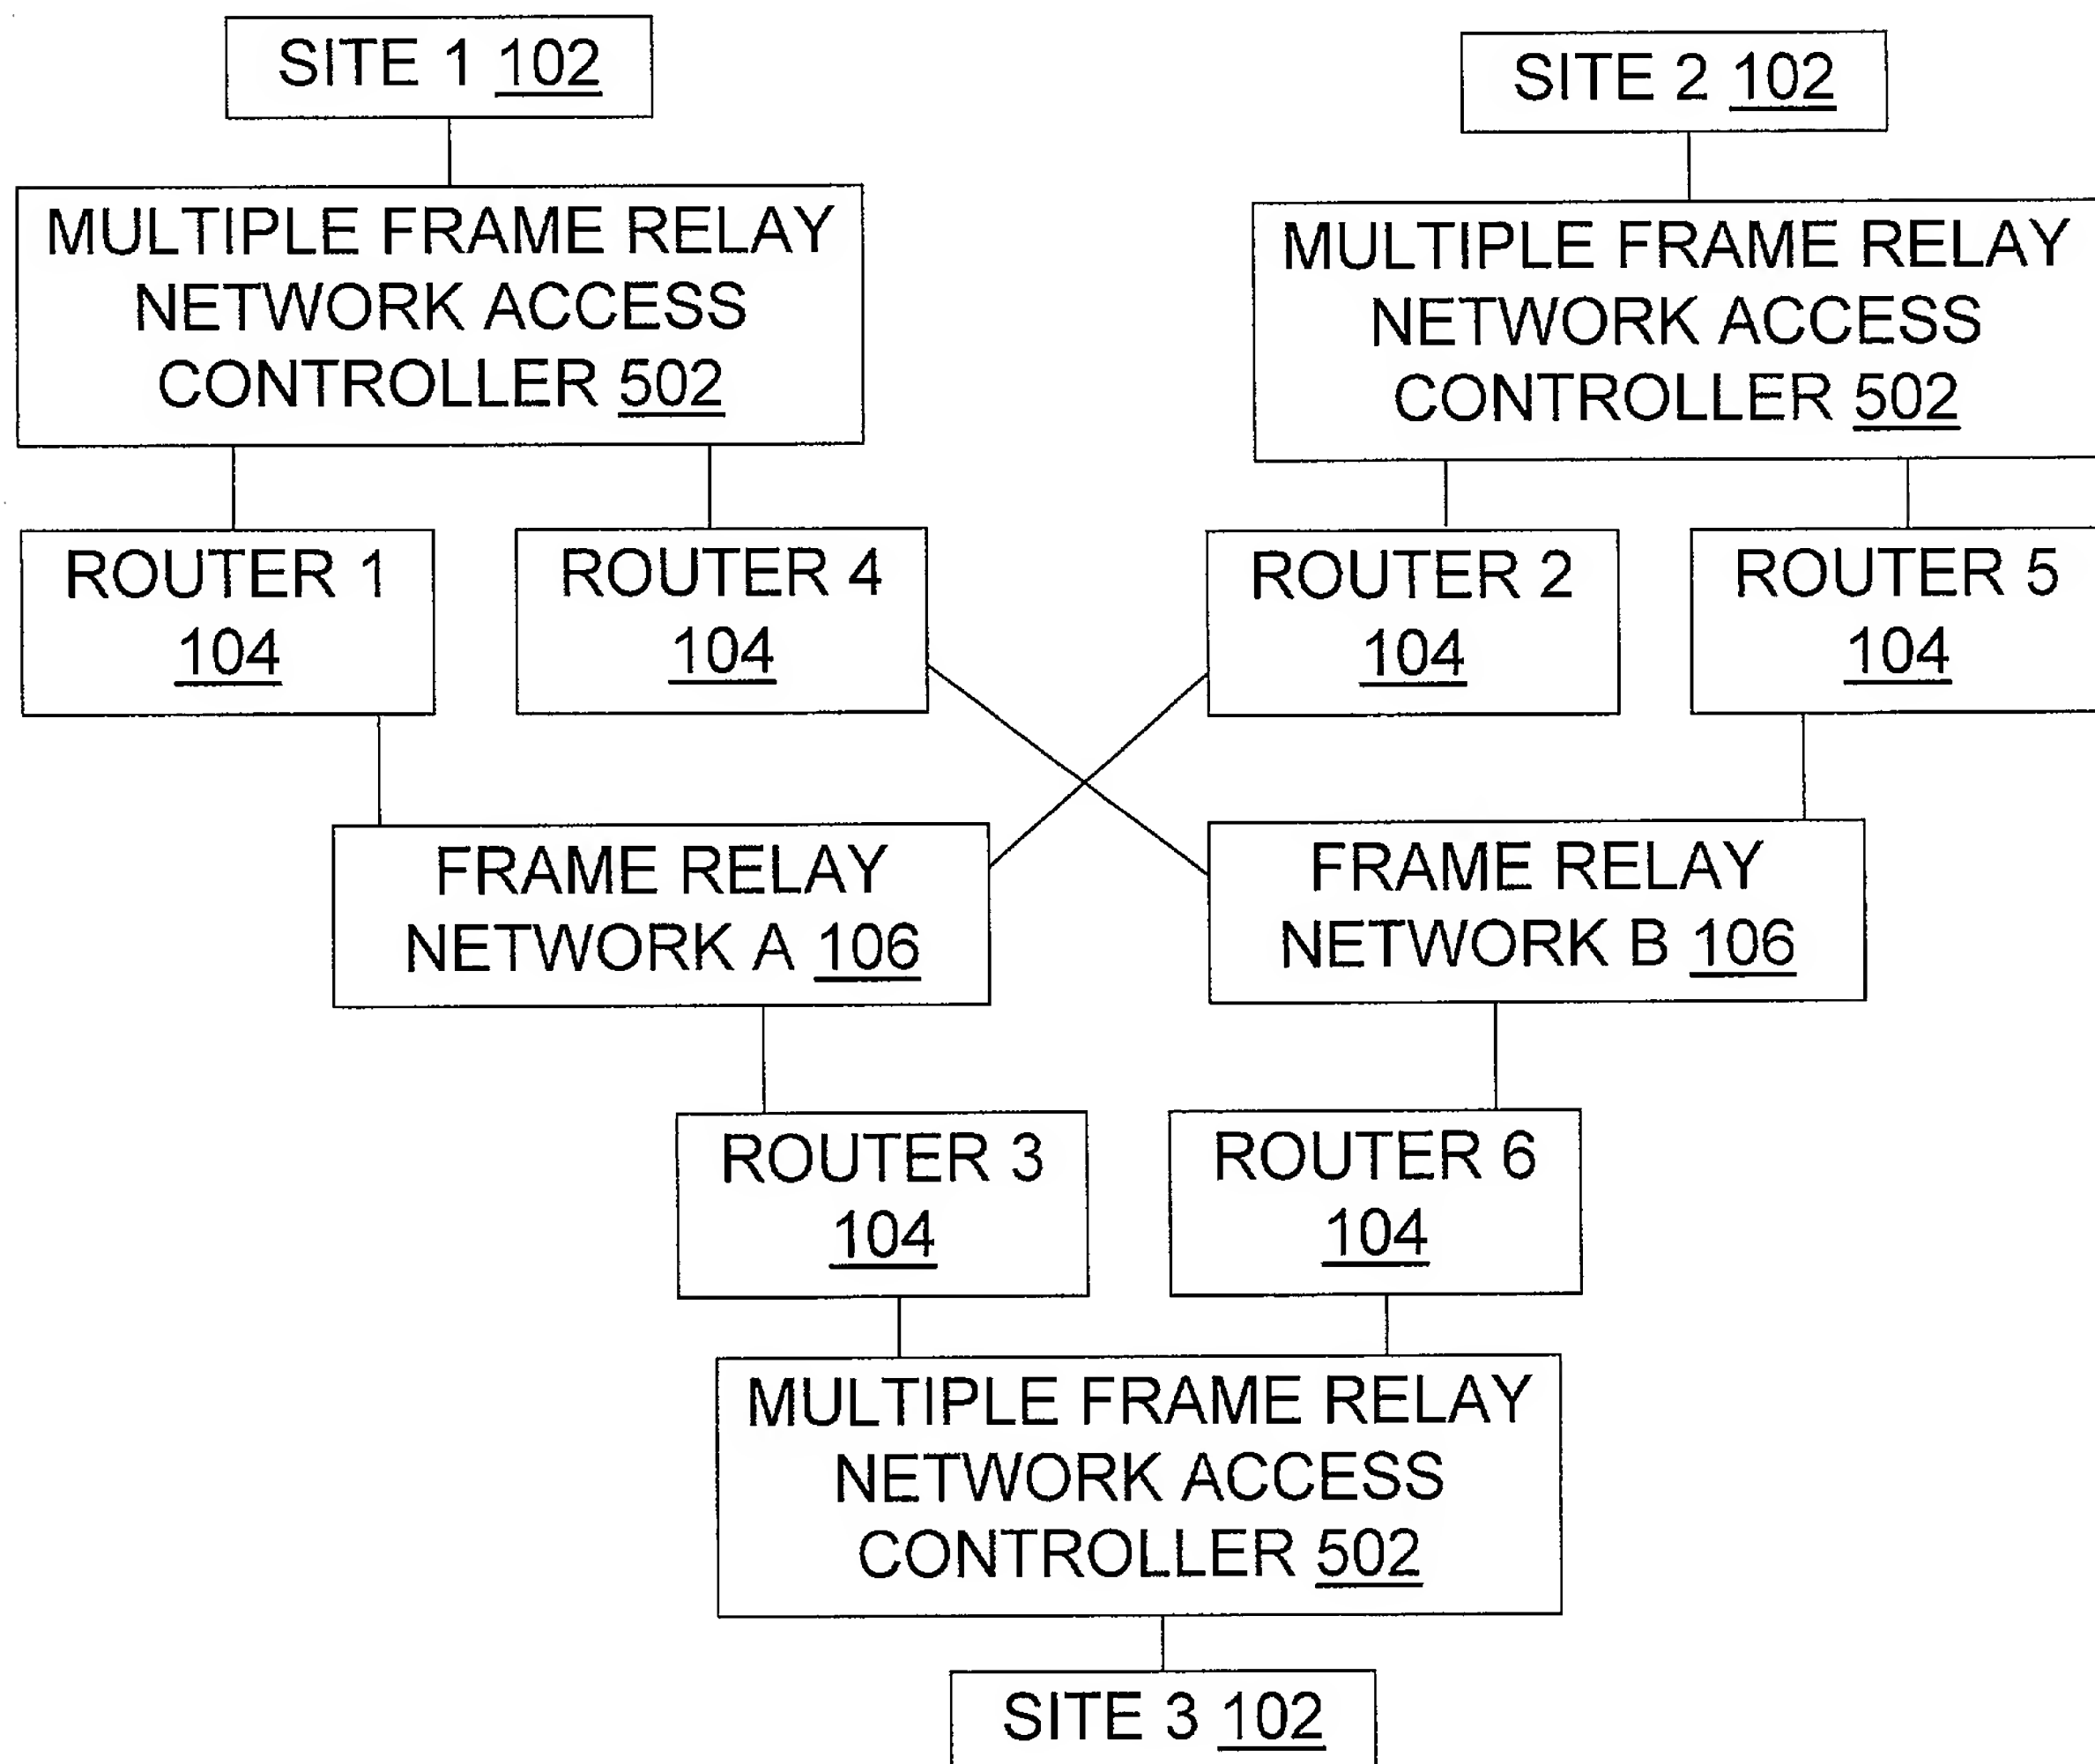 SITE 1 102
SITE 2 102
MULTIPLE FRAME RELAY
NETWORK ACCESS
CONTROLLER 502
MULTIPLE FRAME RELAY
NETWORK ACCESS
CONTROLLER 502
ROUTER 1
104
ROUTER 4
104
ROUTER 2
104
ROUTER 5
104
FRAME RELAY
NETWORK A 106
FRAME RELAY
NETWORK B 106
ROUTER 3
104
ROUTER 6
104
MULTIPLE FRAME RELAY
NETWORK ACCESS
CONTROLLER 502
SITE 3 102